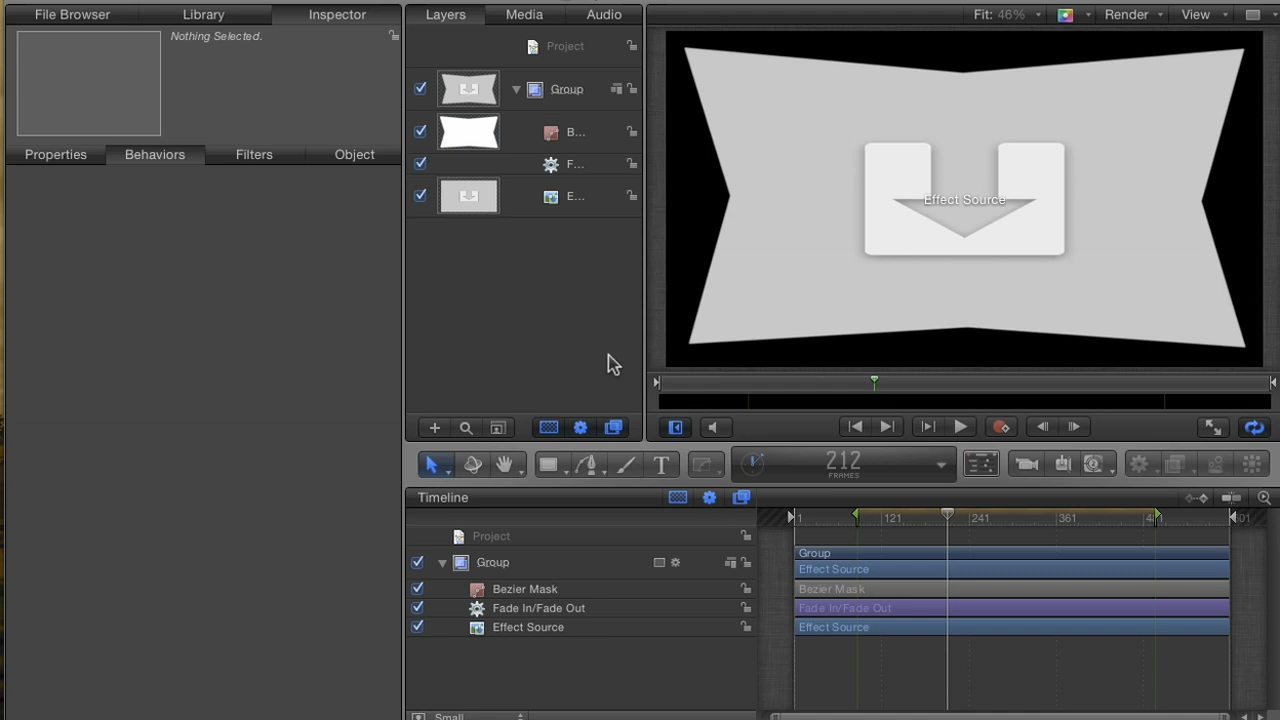 File Browser
Library
Inspector
Nothing Selected.
Properties
Behaviors
Filters
Object
Layers
Media
Audio
Project
Group
B...
F...
E...
Fit: 46%
Render
View
Effect Source
T
212
FRAMES
Timeline
1
121
241
361
Project
Group
Group
Effect Source
Bezier Mask
Bezier Mask
Fade In/Fade Out
Fade In/Fade Out
Effect Source
Effect Source
Small